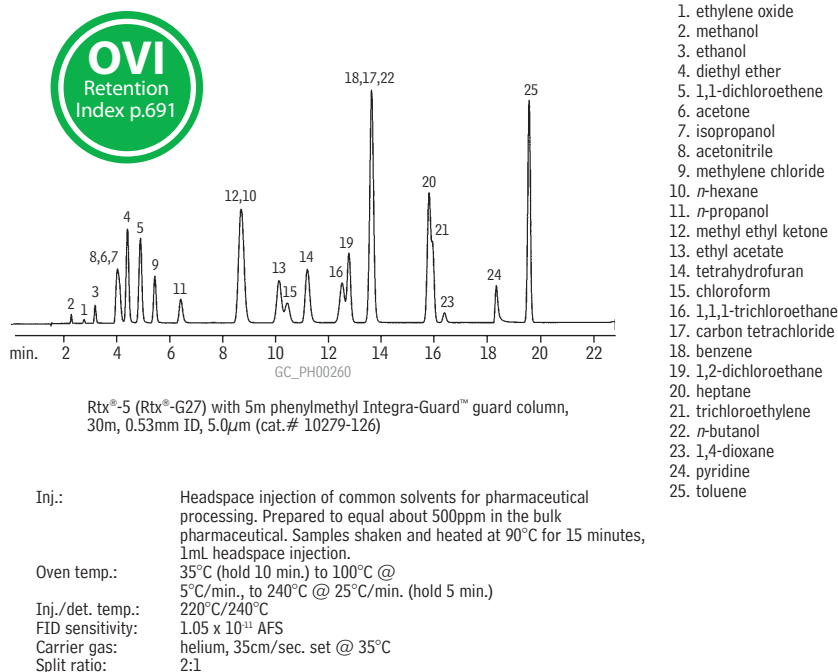 OVI
Retention
Index p.691
2
1
3
8,6,7
4
5
9
11
12,10
13
15
14
16
19
18,17,22
20
21
23
24
25
min. 2 4 6 8 10 12 14 16 18 20 22
GC_PH00260
Rtx®-5 (Rtx®-G27) with 5m phenylmethyl Integra-Guard™ guard column,
30m, 0.53mm ID, 5.0µm (cat.# 10279-126)
Inj.: Headspace injection of common solvents for pharmaceutical
processing. Prepared to equal about 500ppm in the bulk
pharmaceutical. Samples shaken and heated at 90°C for 15 minutes,
1mL headspace injection.
Oven temp.: 35°C (hold 10 min.) to 100°C @
5°C/min., to 240°C @ 25°C/min. (hold 5 min.)
Inj./det. temp.: 220°C/240°C
FID sensitivity: 1.05 x 10⁻¹¹ AFS
Carrier gas: helium, 35cm/sec. set @ 35°C
Split ratio: 2:1
1. ethylene oxide
2. methanol
3. ethanol
4. diethyl ether
5. 1,1-dichloroethene
6. acetone
7. isopropanol
8. acetonitrile
9. methylene chloride
10. n-hexane
11. n-propanol
12. methyl ethyl ketone
13. ethyl acetate
14. tetrahydrofuran
15. chloroform
16. 1,1,1-trichloroethane
17. carbon tetrachloride
18. benzene
19. 1,2-dichloroethane
20. heptane
21. trichloroethylene
22. n-butanol
23. 1,4-dioxane
24. pyridine
25. toluene